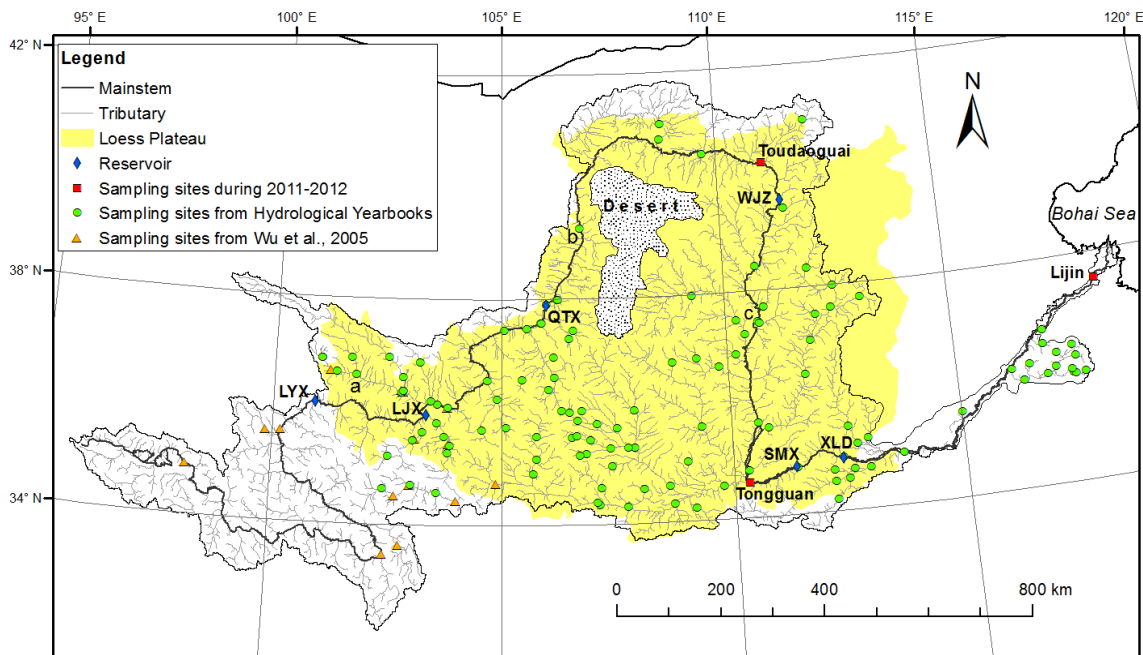 95° E 100° E 105° E 110° E 115° E 120° E
42° N
38° N
34° N
Legend
Mainstem
Tributary
Loess Plateau
Reservoir
Sampling sites during 2011-2012
Sampling sites from Hydrological Yearbooks
Sampling sites from Wu et al., 2005
N
Toudaoguai
WJZ
Desert
Bohai Sea
Lijin
b
QTX
c
a
LYX
LJX
XLD
SMX
Tongguan
0 200 400 800 km